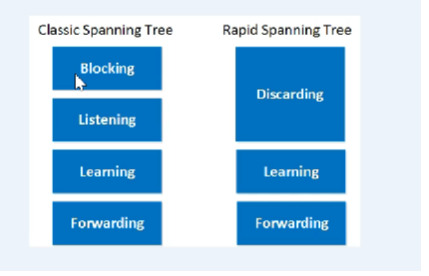 Classic Spanning Tree
Blocking
Listening
Learning
Forwarding
Rapid Spanning Tree
Discarding
Learning
Forwarding